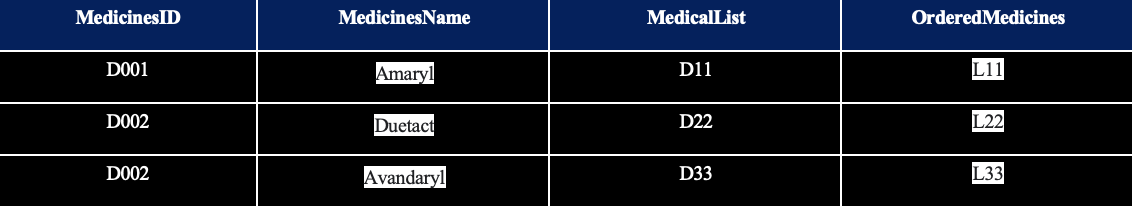 MedicinesID MedicinesName MedicalList OrderedMedicines
D001 Amaryl D11 L11
D002 Duetact D22 L22
D002 Avandaryl D33 L33